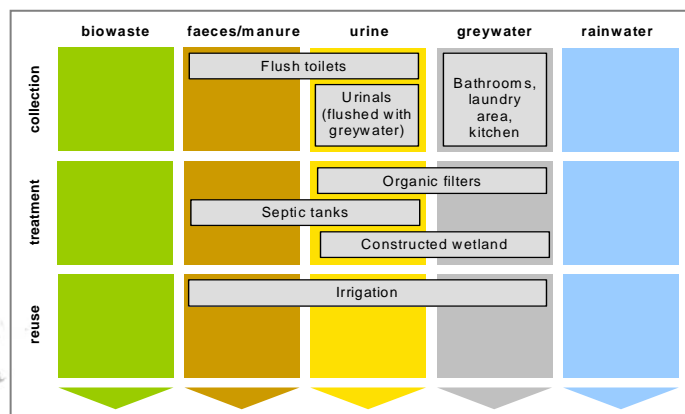 biowaste faeces/manure urine greywater rainwater
collection
Flush toilets
Urinals
(flushed with
greywater)
Bathrooms,
laundry
area,
kitchen
treatment
Organic filters
Septic tanks
Constructed wetland
reuse
Irrigation